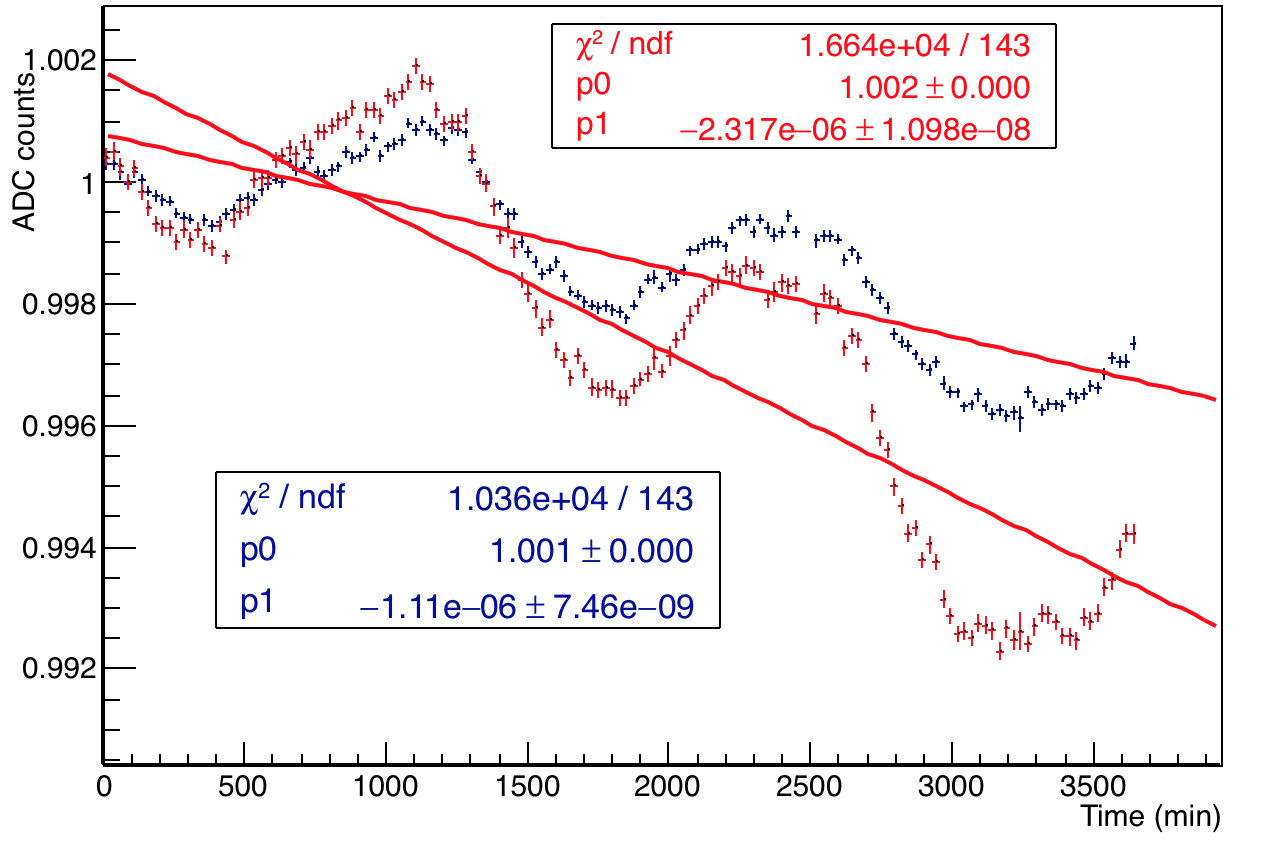 ADC counts
1.002
1
0.998
0.996
0.994
0.992
χ² / ndf 1.664e+04 / 143
p0 1.002 ± 0.000
p1 −2.317e−06 ± 1.098e−08
χ² / ndf 1.036e+04 / 143
p0 1.001 ± 0.000
p1 −1.11e−06 ± 7.46e−09
0 500 1000 1500 2000 2500 3000 3500
Time (min)